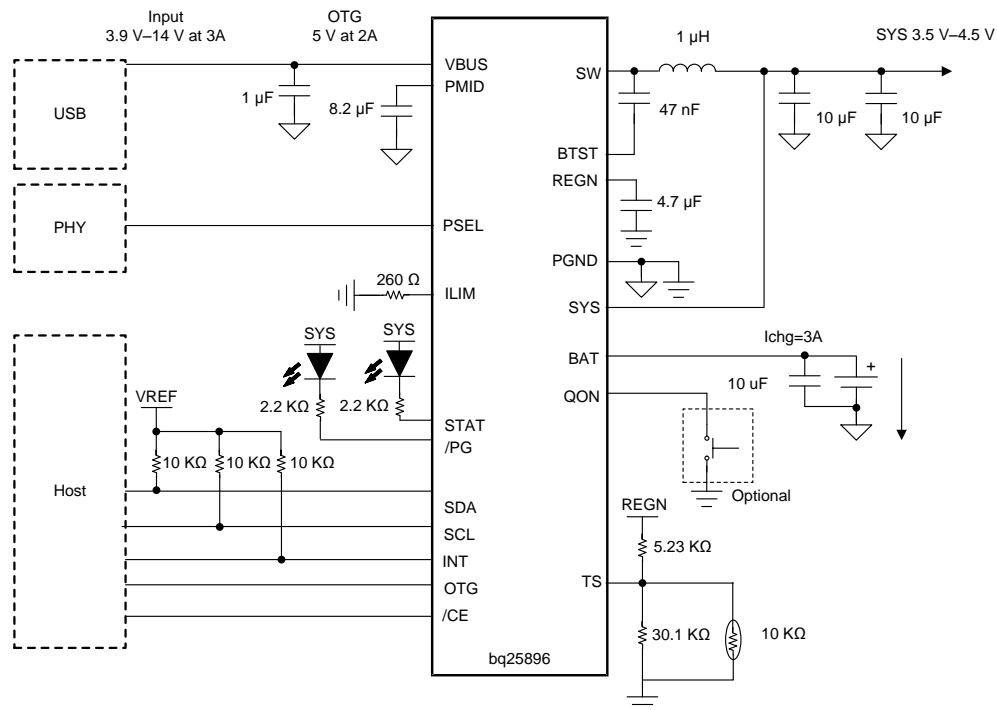 Input
3.9 V–14 V at 3A
OTG
5 V at 2A
USB
1 µF
8.2 µF
VBUS
PMID
PHY
PSEL
260 Ω
ILIM
SYS
SYS
2.2 KΩ
2.2 KΩ
STAT
/PG
VREF
10 KΩ
10 KΩ
10 KΩ
Host
SDA
SCL
INT
OTG
/CE
bq25896
1 µH
SYS 3.5 V–4.5 V
SW
47 nF
10 µF
10 µF
BTST
REGN
4.7 µF
PGND
SYS
Ichg=3A
BAT
10 uF
+
QON
Optional
REGN
5.23 KΩ
TS
30.1 KΩ
10 KΩ